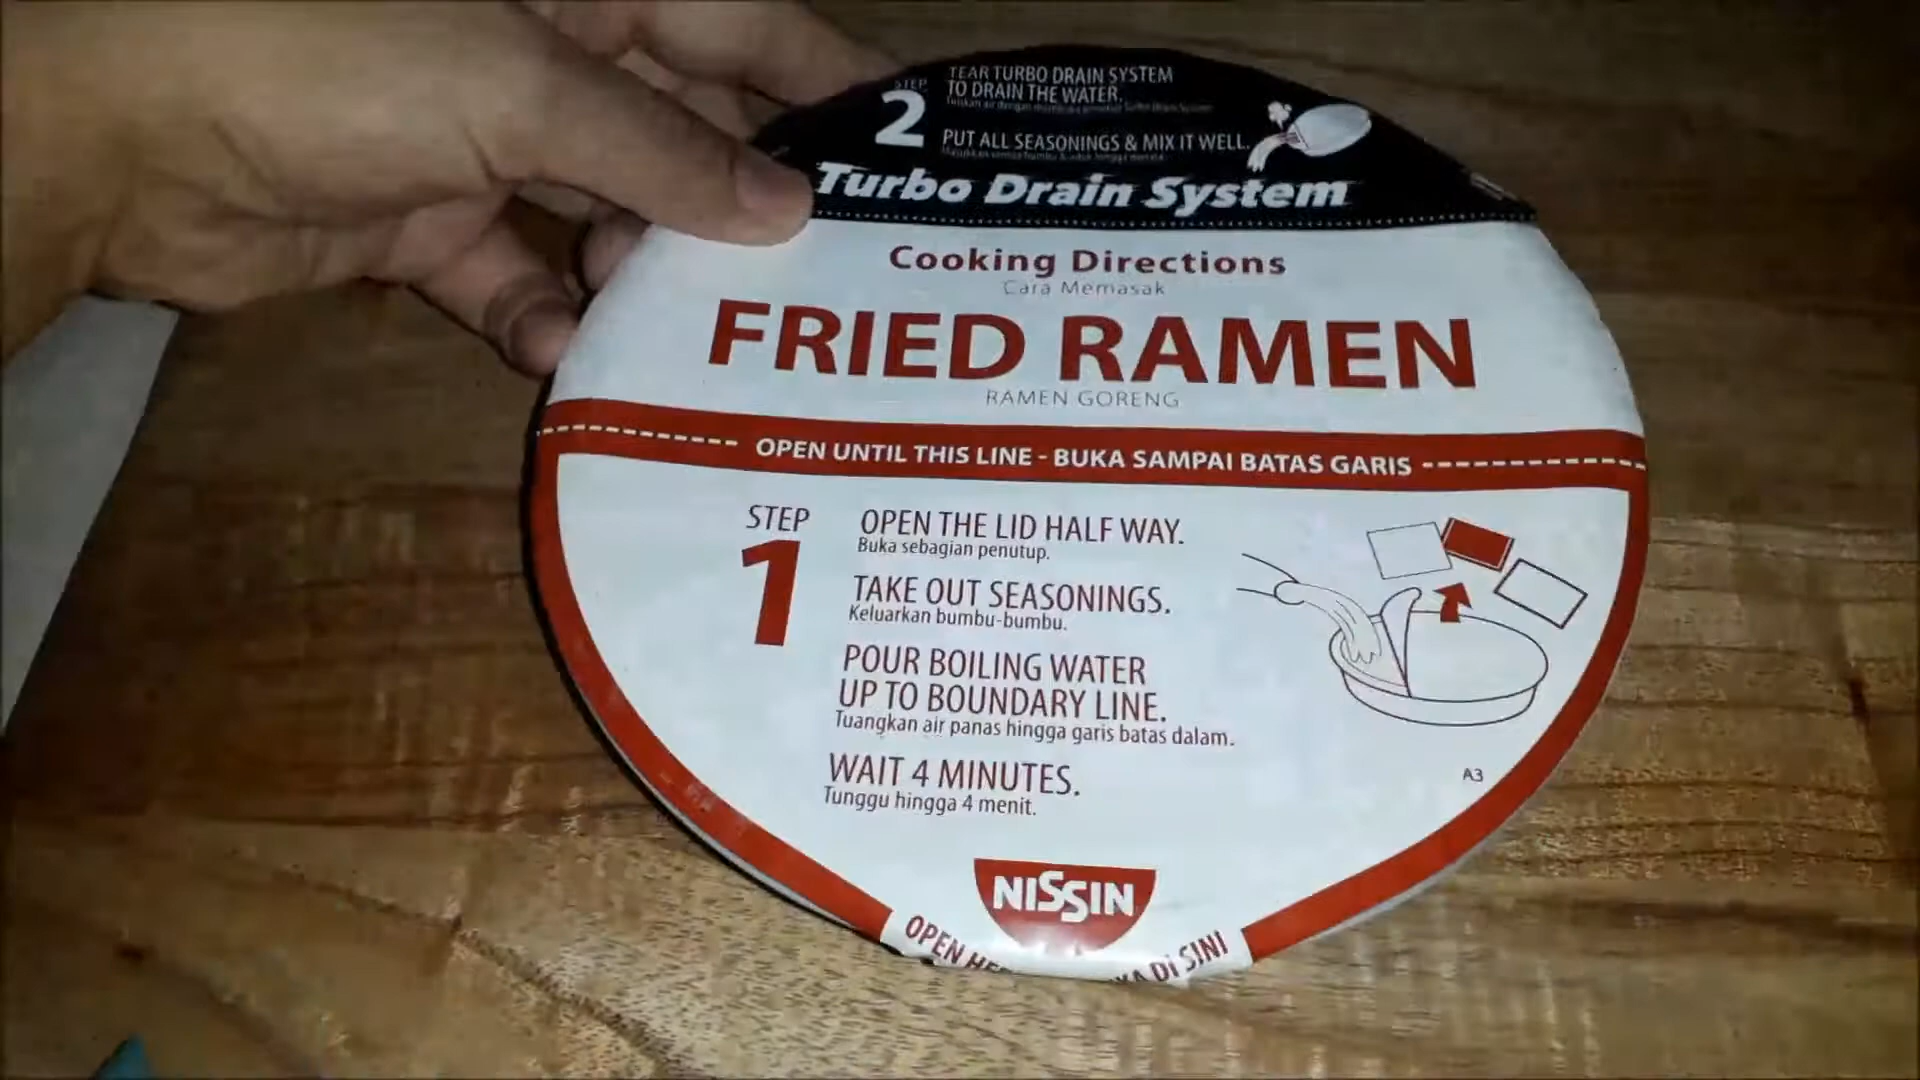 STEP
2
TEAR TURBO DRAIN SYSTEM
TO DRAIN THE WATER.
PUT ALL SEASONINGS & MIX IT WELL.
Turbo Drain System
Cooking Directions
Cara Memasak
FRIED RAMEN
RAMEN GORENG
OPEN UNTIL THIS LINE - BUKA SAMPAI BATAS GARIS
STEP
1
OPEN THE LID HALF WAY.
Buka sebagian penutup.
TAKE OUT SEASONINGS.
Keluarkan bumbu-bumbu.
POUR BOILING WATER
UP TO BOUNDARY LINE.
Tuangkan air panas hingga garis batas dalam.
WAIT 4 MINUTES.
Tunggu hingga 4 menit.
A3
NISSIN
OPEN
DI SINI